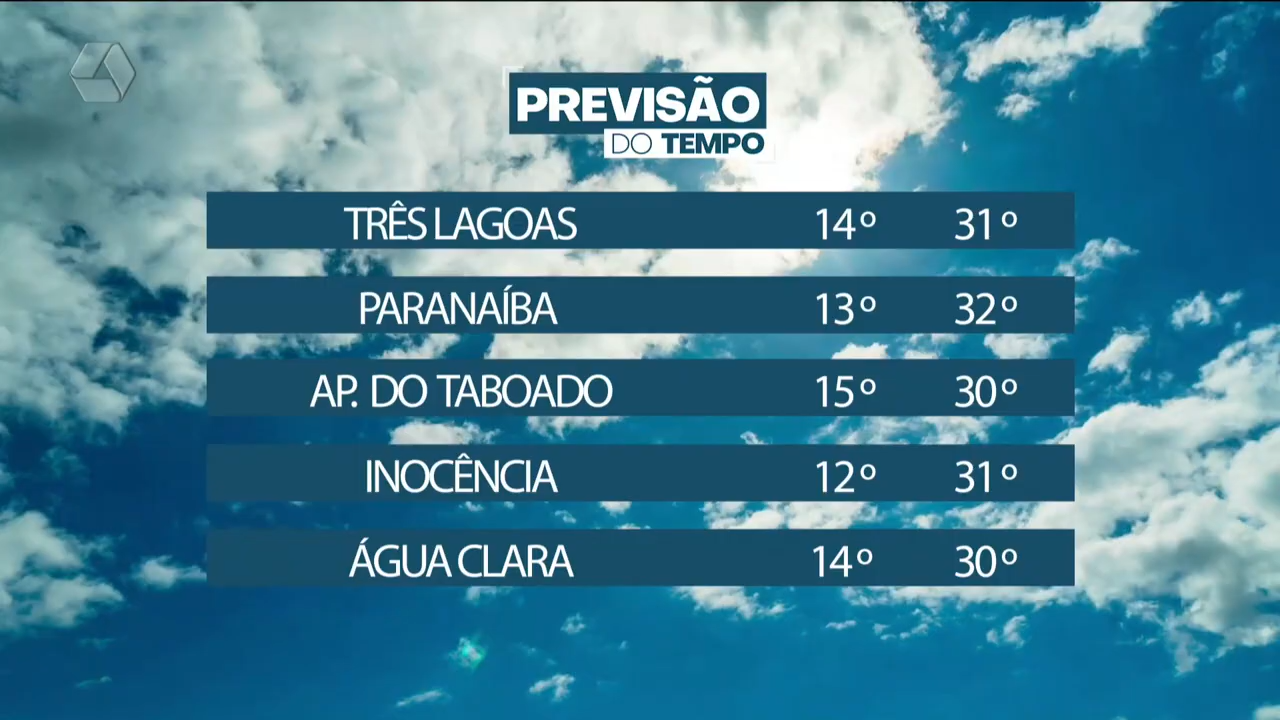 PREVISÃO
DO TEMPO
TRÊS LAGOAS 14º 31º
PARANAÍBA 13º 32º
AP. DO TABOADO 15º 30º
INOCÊNCIA 12º 31º
ÁGUA CLARA 14º 30º